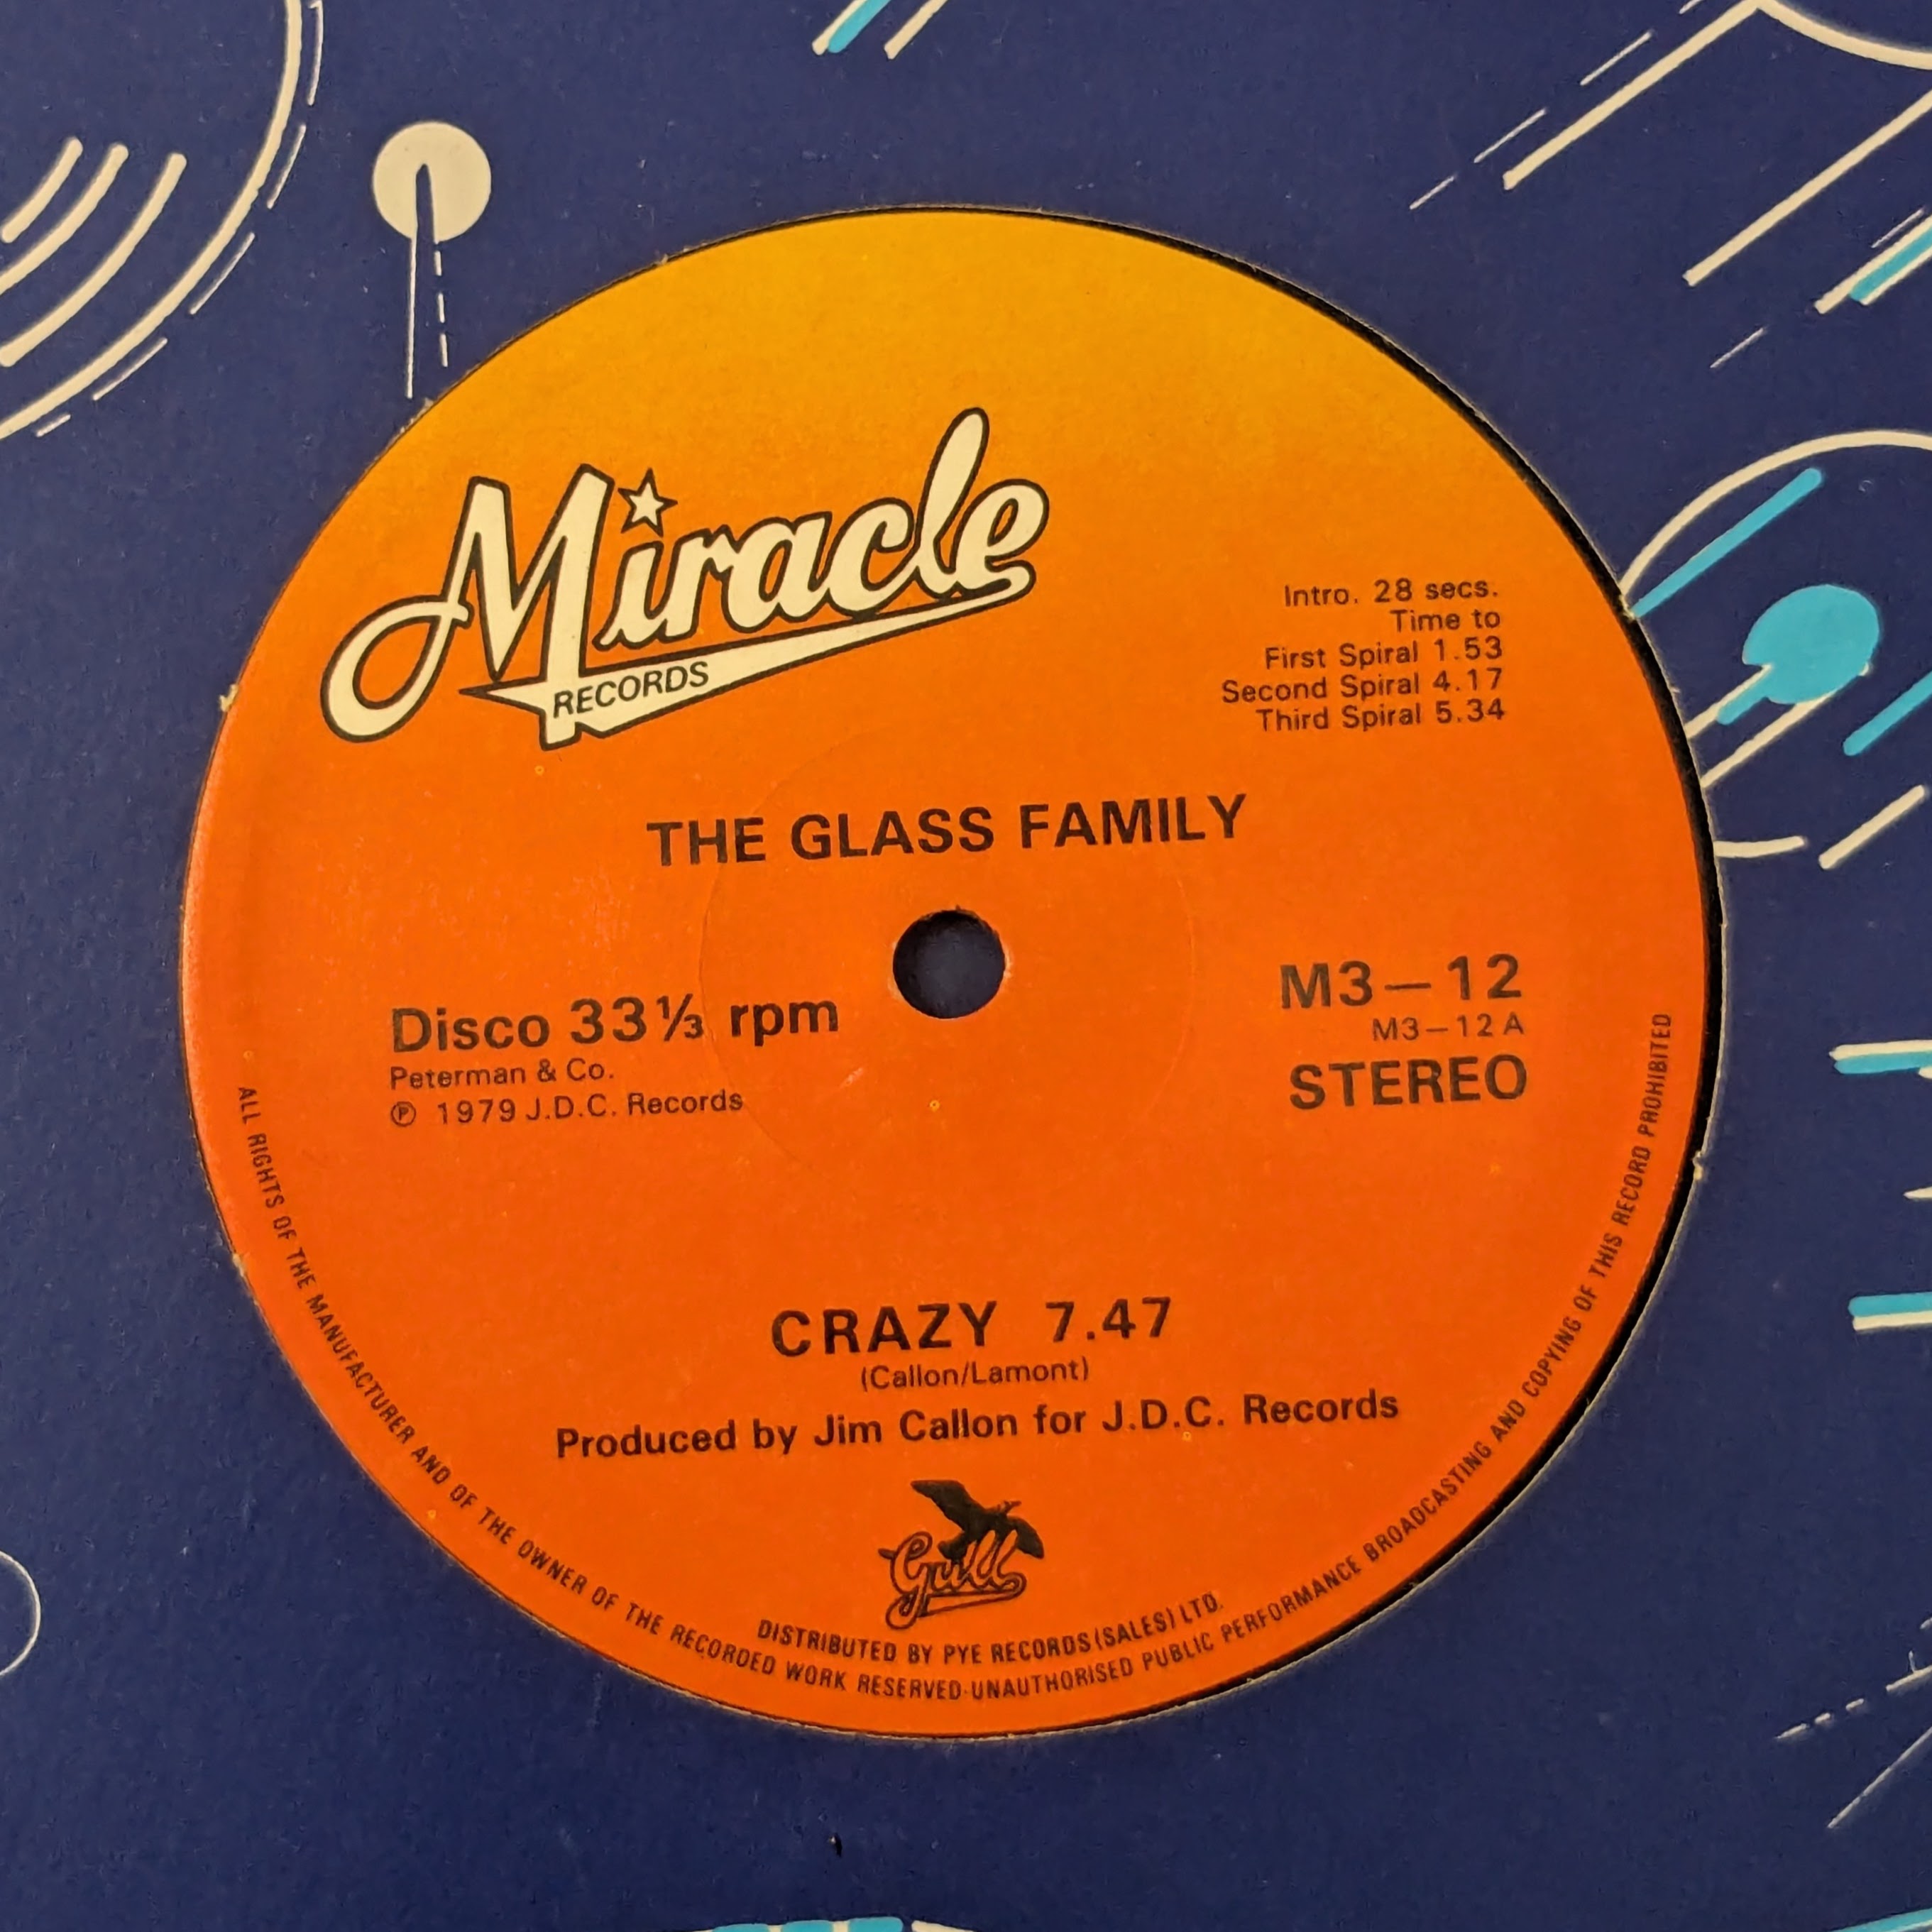 Miracle
RECORDS
Intro. 28 secs.
Time to
First Spiral 1.53
Second Spiral 4.17
Third Spiral 5.34
THE GLASS FAMILY
Disco 33⅓ rpm
Peterman & Co.
℗ 1979 J.D.C. Records
M3—12
M3—12 A
STEREO
CRAZY 7.47
(Callon/Lamont)
Produced by Jim Callon for J.D.C. Records
Gull
DISTRIBUTED BY PYE RECORDS (SALES) LTD.
ALL RIGHTS OF THE MANUFACTURER AND OF THE OWNER OF THE RECORDED WORK RESERVED·UNAUTHORISED PUBLIC PERFORMANCE BROADCASTING AND COPYING OF THIS RECORD PROHIBITED